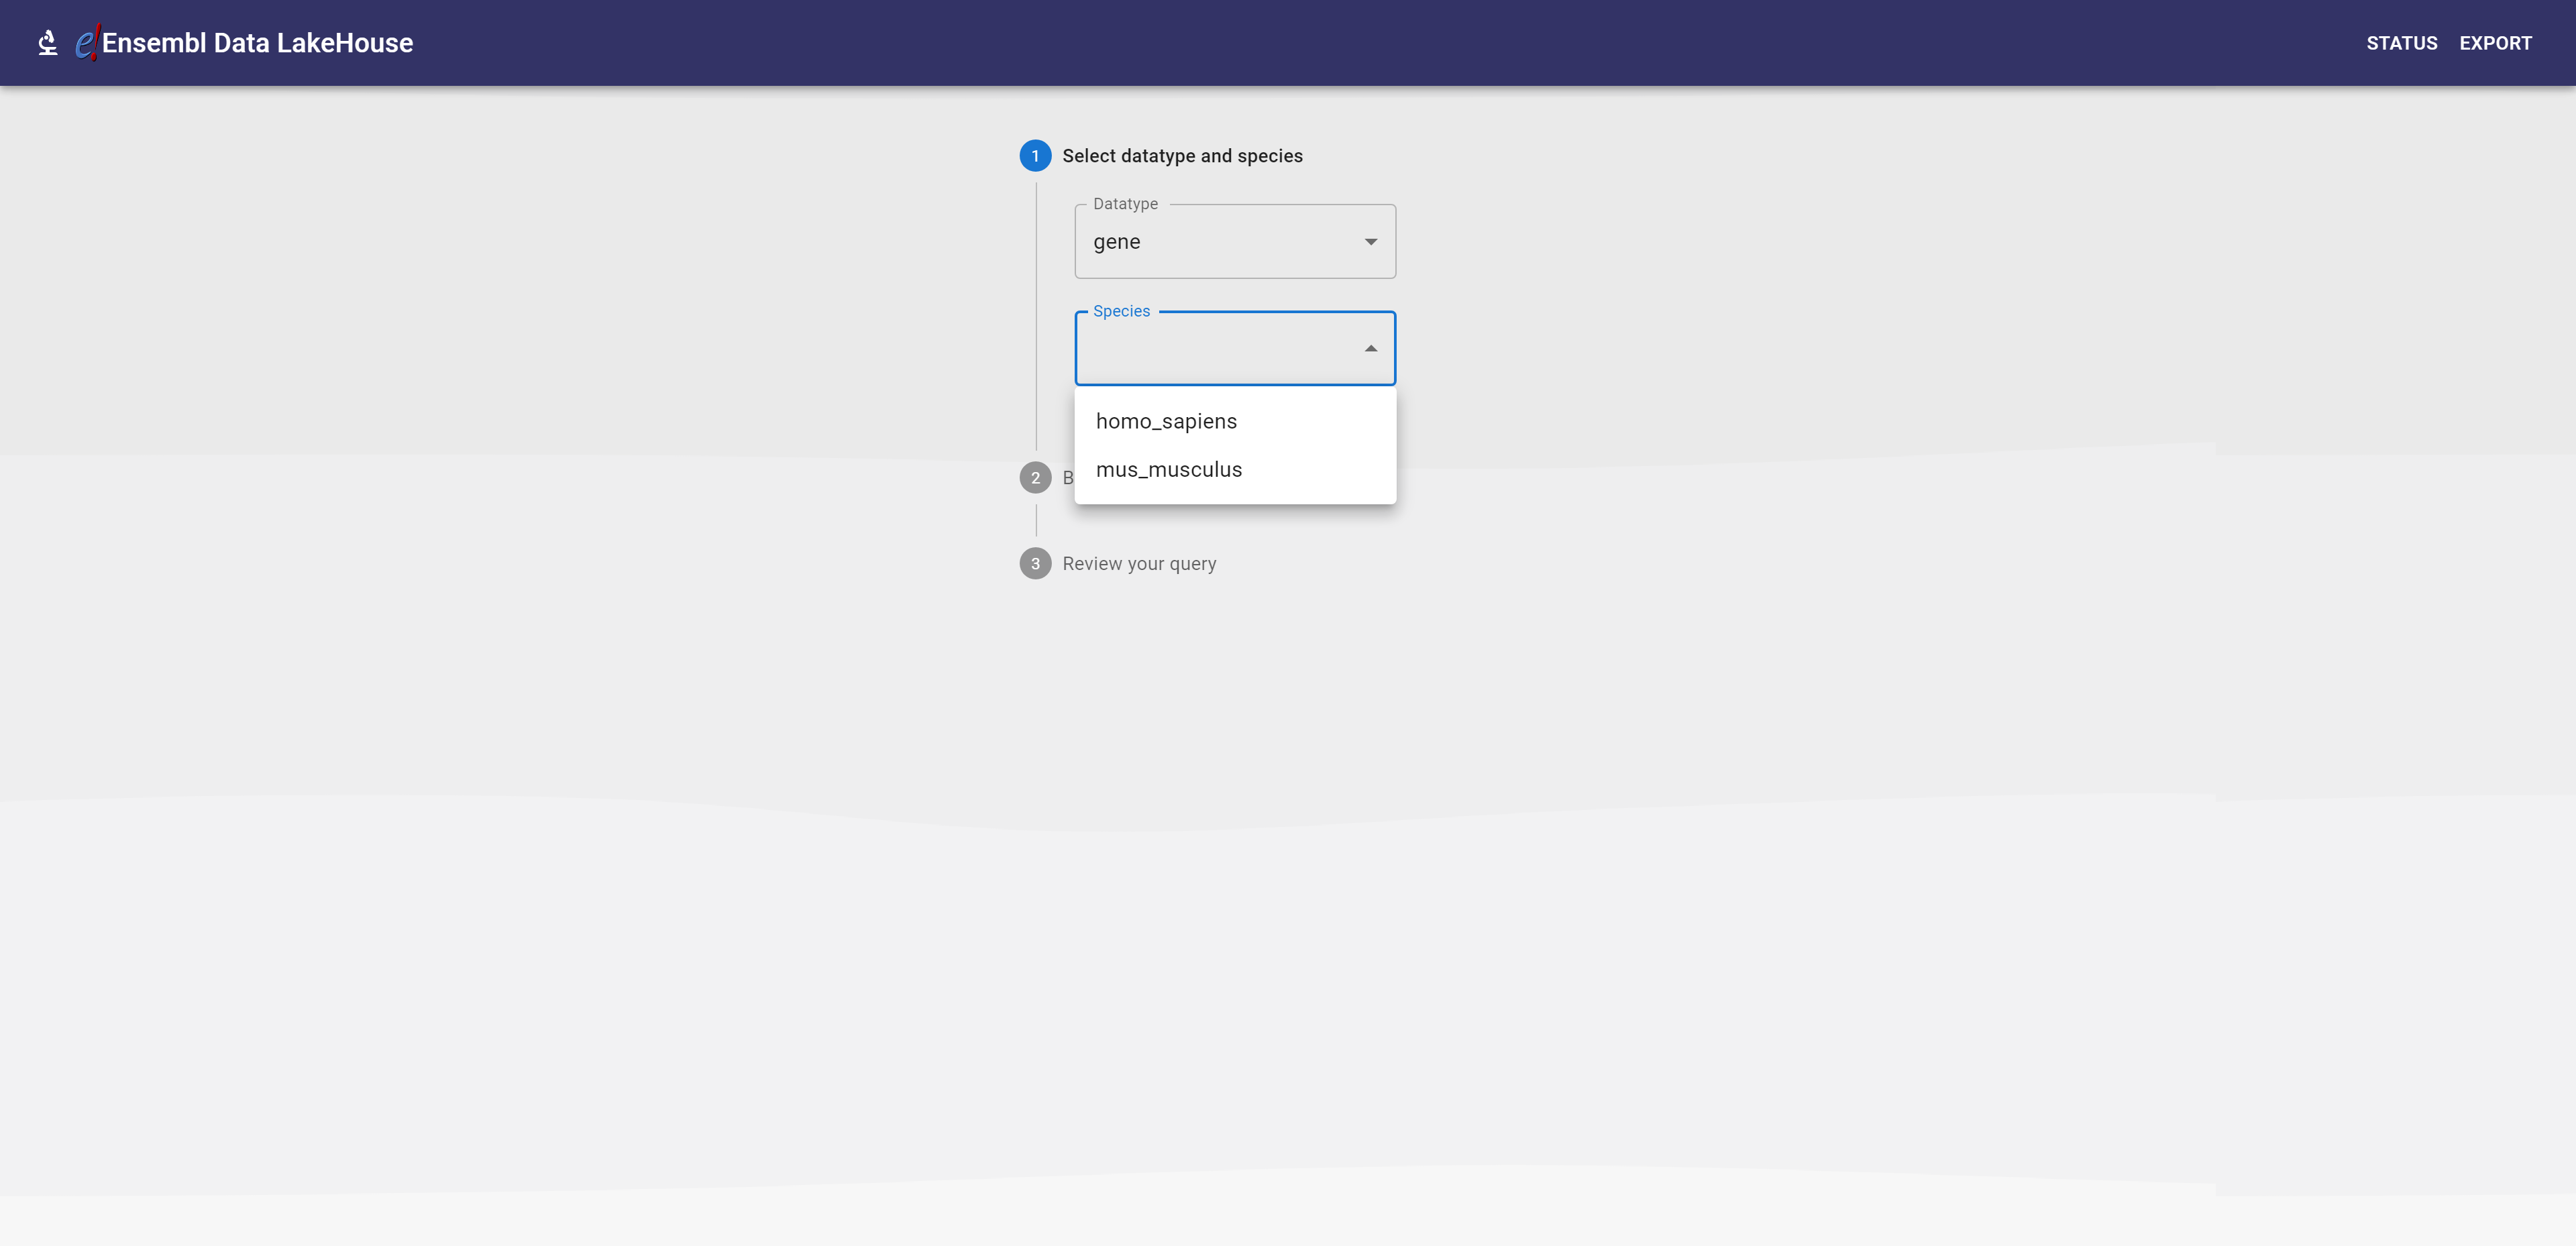 e! Ensembl Data LakeHouse
STATUS EXPORT
1 Select datatype and species
Datatype
gene
Species
homo_sapiens
mus_musculus
2 B
3 Review your query